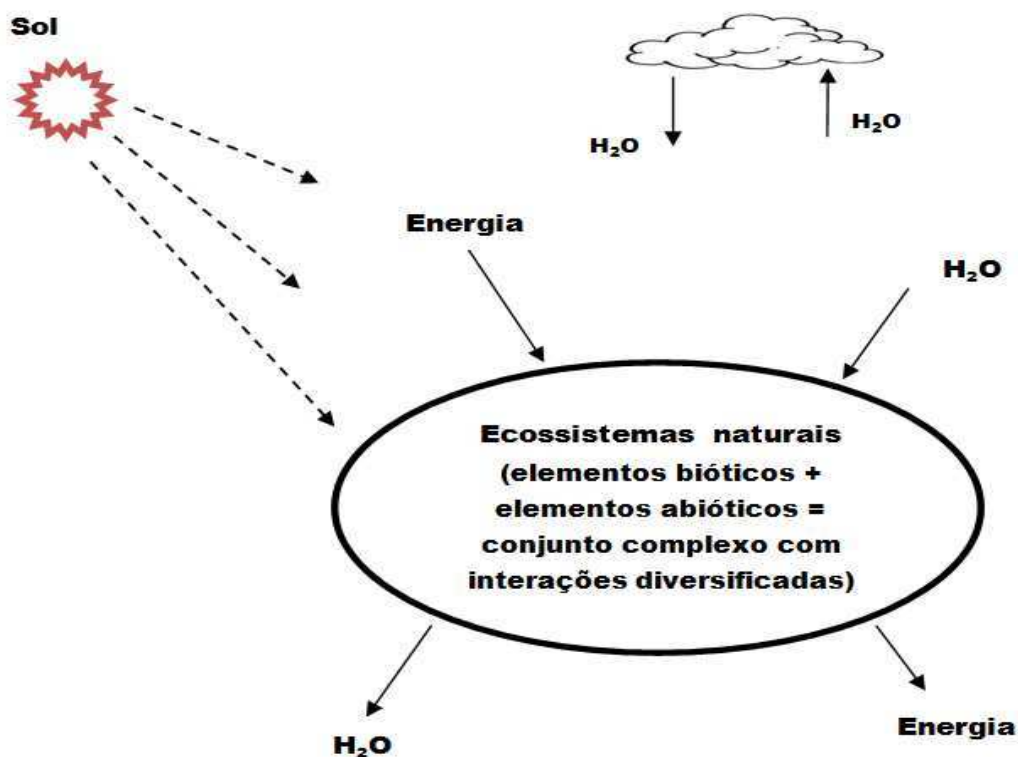 Sol
H₂O
H₂O
Energia
H₂O
Ecossistemas naturais
(elementos bióticos +
elementos abióticos =
conjunto complexo com
interações diversificadas)
Energia
H₂O